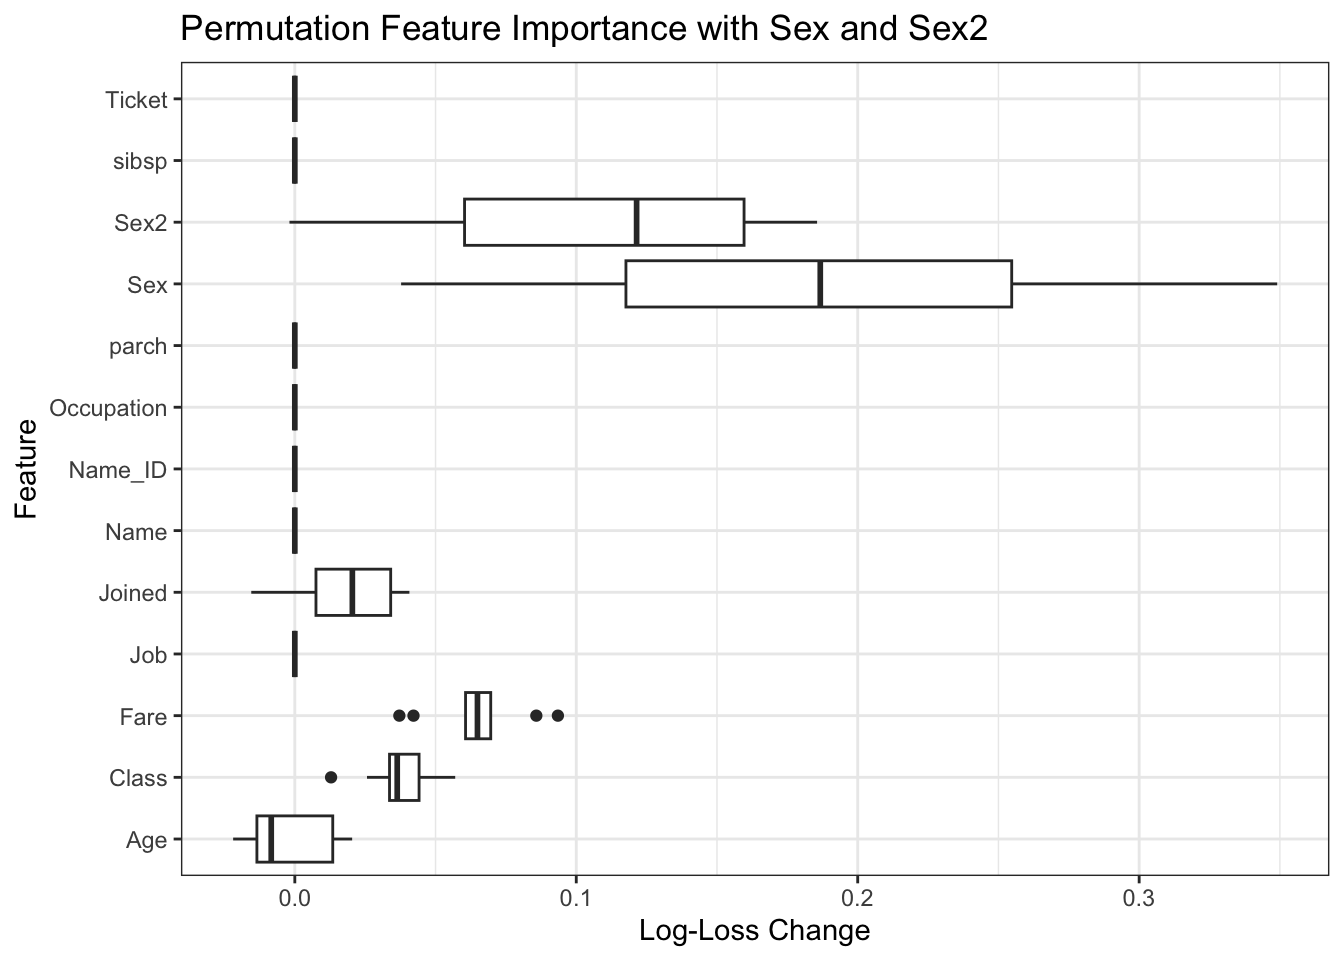 Permutation Feature Importance with Sex and Sex2
Ticket
sibsp
Sex2
Sex
parch
Occupation
Name_ID
Name
Joined
Job
Fare
Class
Age
Feature
0.0 0.1 0.2 0.3
Log-Loss Change